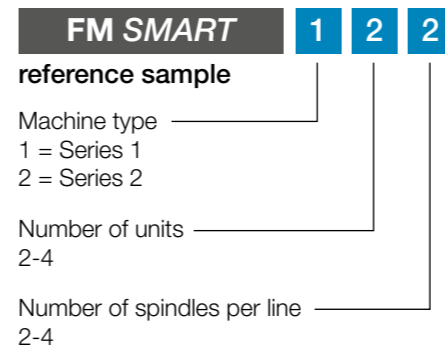 FM SMART 1 2 2
reference sample
Machine type
1 = Series 1
2 = Series 2
Number of units
2-4
Number of spindles per line
2-4